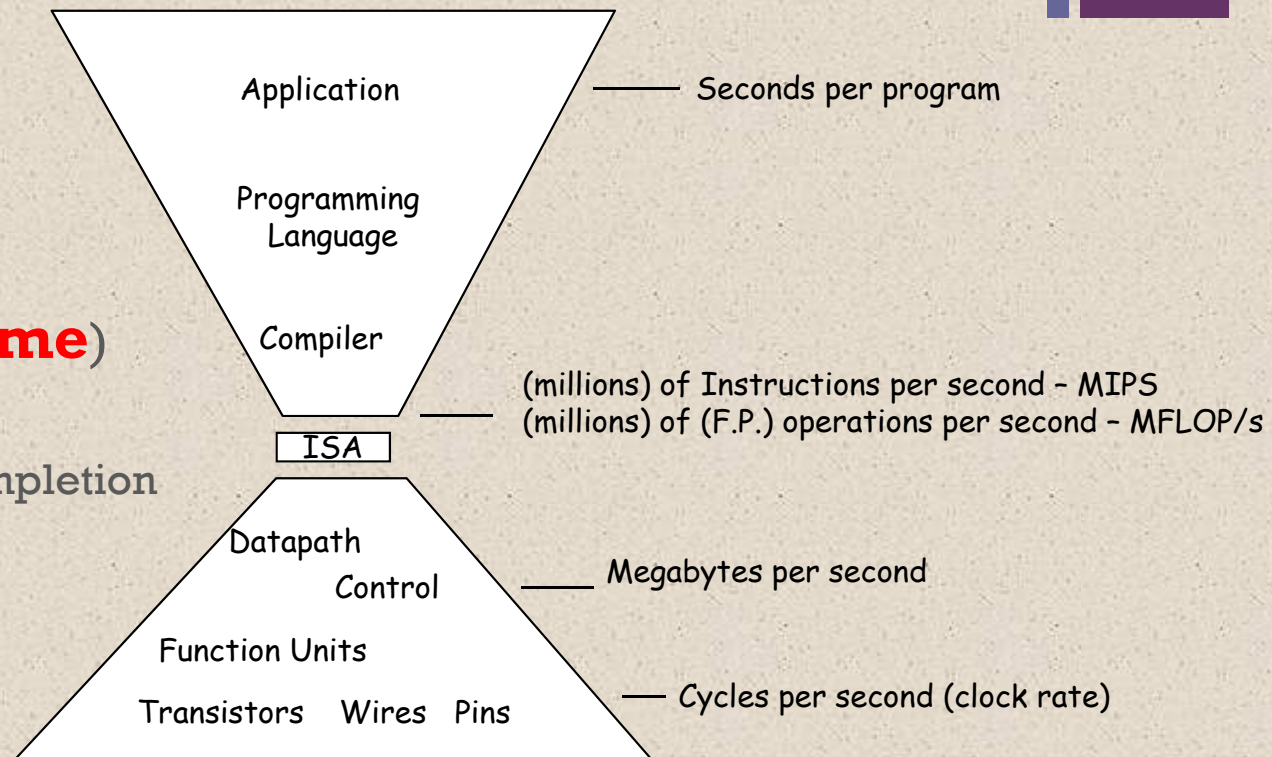 Application
Seconds per program
Programming
Language
me)
Compiler
(millions) of Instructions per second – MIPS
(millions) of (F.P.) operations per second – MFLOP/s
ISA
mpletion
Datapath
Megabytes per second
Control
Function Units
Cycles per second (clock rate)
Transistors Wires Pins